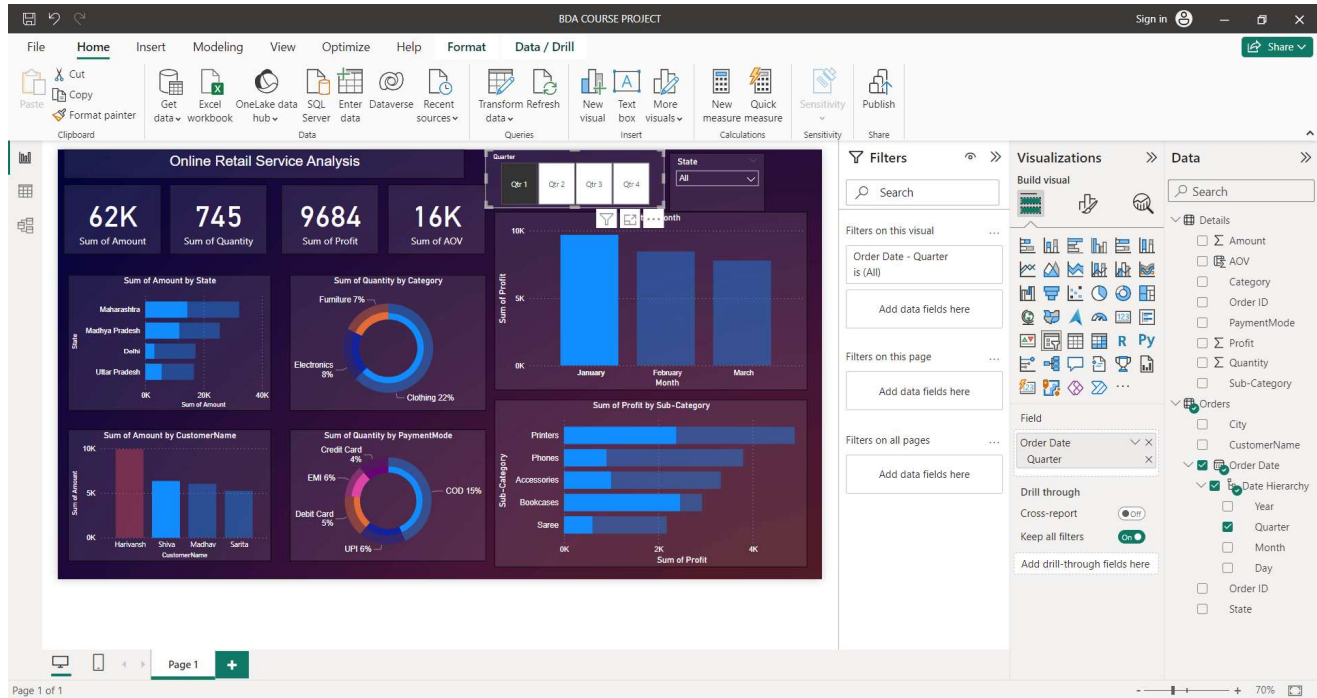 BDA COURSE PROJECT
Sign in
File Home Insert Modeling View Optimize Help Format Data / Drill
Share
Paste
Cut
Copy
Format painter
Clipboard
Get data
Excel workbook
OneLake data hub
SQL Server
Enter data
Dataverse
Recent sources
Data
Transform data
Refresh
Queries
New visual
Text box
More visuals
Insert
New measure
Quick measure
Calculations
Sensitivity
Sensitivity
Publish
Share
Online Retail Service Analysis
Quarter
Qtr 1 Qtr 2 Qtr 3 Qtr 4
State
All
62K
Sum of Amount
745
Sum of Quantity
9684
Sum of Profit
16K
Sum of AOV
Sum of Amount by State
State
Maharashtra
Madhya Pradesh
Delhi
Uttar Pradesh
0K 20K 40K
Sum of Amount
Sum of Quantity by Category
Furniture 7%
Electronics 8%
Clothing 22%
onth
Sum of Profit
10K
5K
0K
January February March
Month
Sum of Amount by CustomerName
Sum of Amount
10K
5K
0K
Harivansh Shiva Madhav Sarita
CustomerName
Sum of Quantity by PaymentMode
Credit Card 4%
EMI 6%
COD 15%
Debit Card 5%
UPI 6%
Sum of Profit by Sub-Category
Sub-Category
Printers
Phones
Accessories
Bookcases
Saree
0K 2K 4K
Sum of Profit
Filters
Search
Filters on this visual
Order Date - Quarter
is (All)
Add data fields here
Filters on this page
Add data fields here
Filters on all pages
Add data fields here
Visualizations
Build visual
R Py
123
Field
Order Date
Quarter
Drill through
Cross-report
Off
Keep all filters
On
Add drill-through fields here
Data
Search
Details
Amount
AOV
Category
Order ID
PaymentMode
Profit
Quantity
Sub-Category
Orders
City
CustomerName
Order Date
Date Hierarchy
Year
Quarter
Month
Day
Order ID
State
Page 1
Page 1 of 1
70%